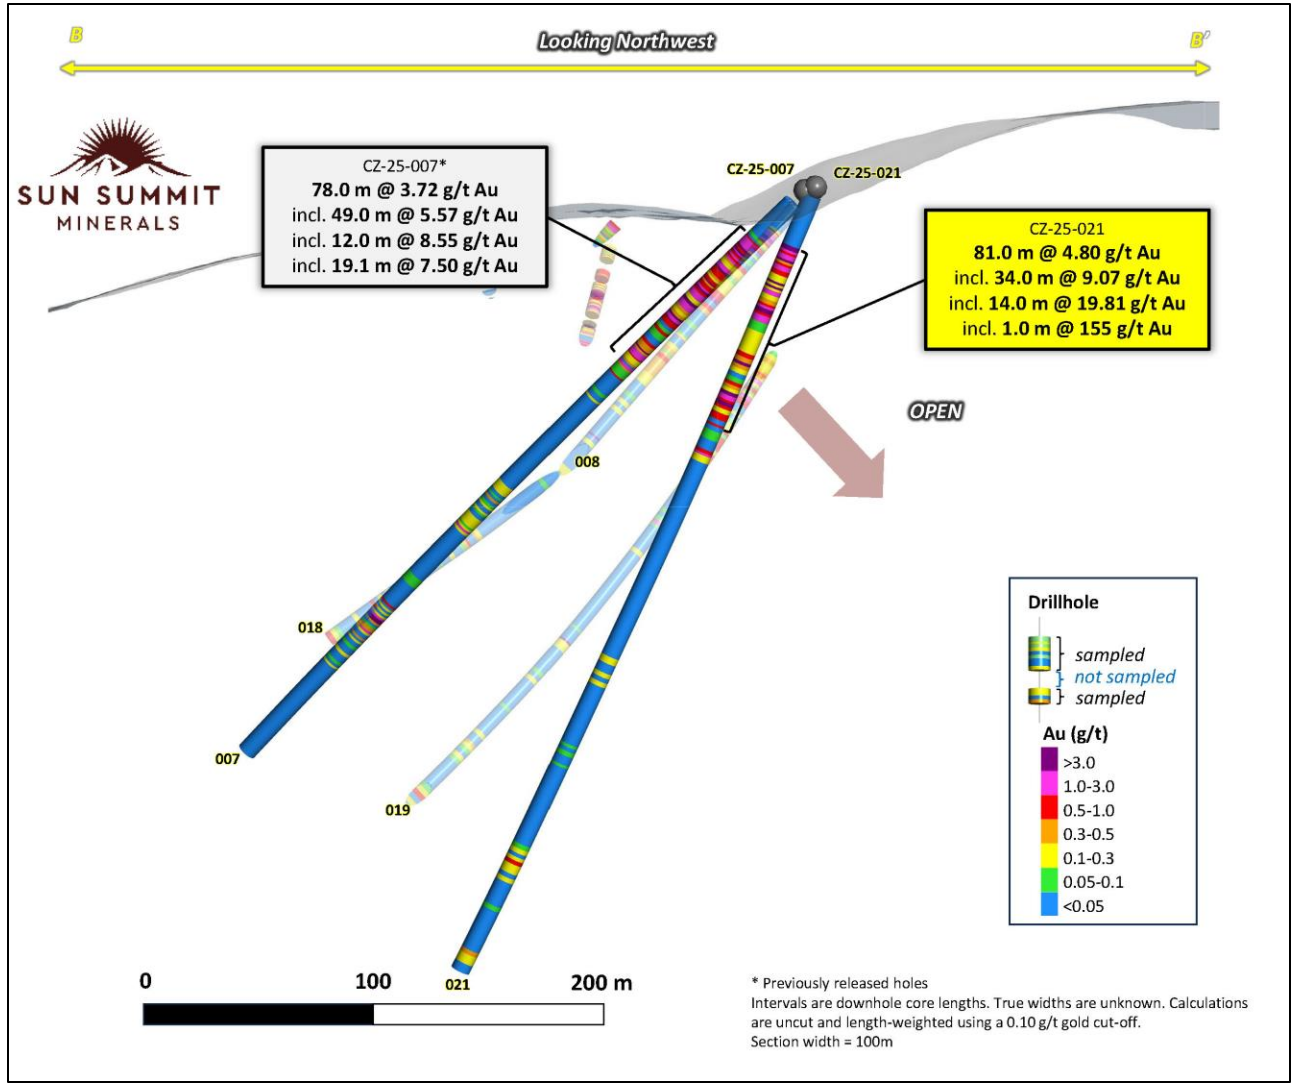 B
Looking Northwest
B'
SUN SUMMIT
MINERALS
CZ-25-007*
78.0 m @ 3.72 g/t Au
incl. 49.0 m @ 5.57 g/t Au
incl. 12.0 m @ 8.55 g/t Au
incl. 19.1 m @ 7.50 g/t Au
CZ-25-007
CZ-25-021
CZ-25-021
81.0 m @ 4.80 g/t Au
incl. 34.0 m @ 9.07 g/t Au
incl. 14.0 m @ 19.81 g/t Au
incl. 1.0 m @ 155 g/t Au
OPEN
008
018
007
019
021
Drillhole
sampled
not sampled
sampled
Au (g/t)
>3.0
1.0-3.0
0.5-1.0
0.3-0.5
0.1-0.3
0.05-0.1
<0.05
0 100 200 m
* Previously released holes
Intervals are downhole core lengths. True widths are unknown. Calculations
are uncut and length-weighted using a 0.10 g/t gold cut-off.
Section width = 100m